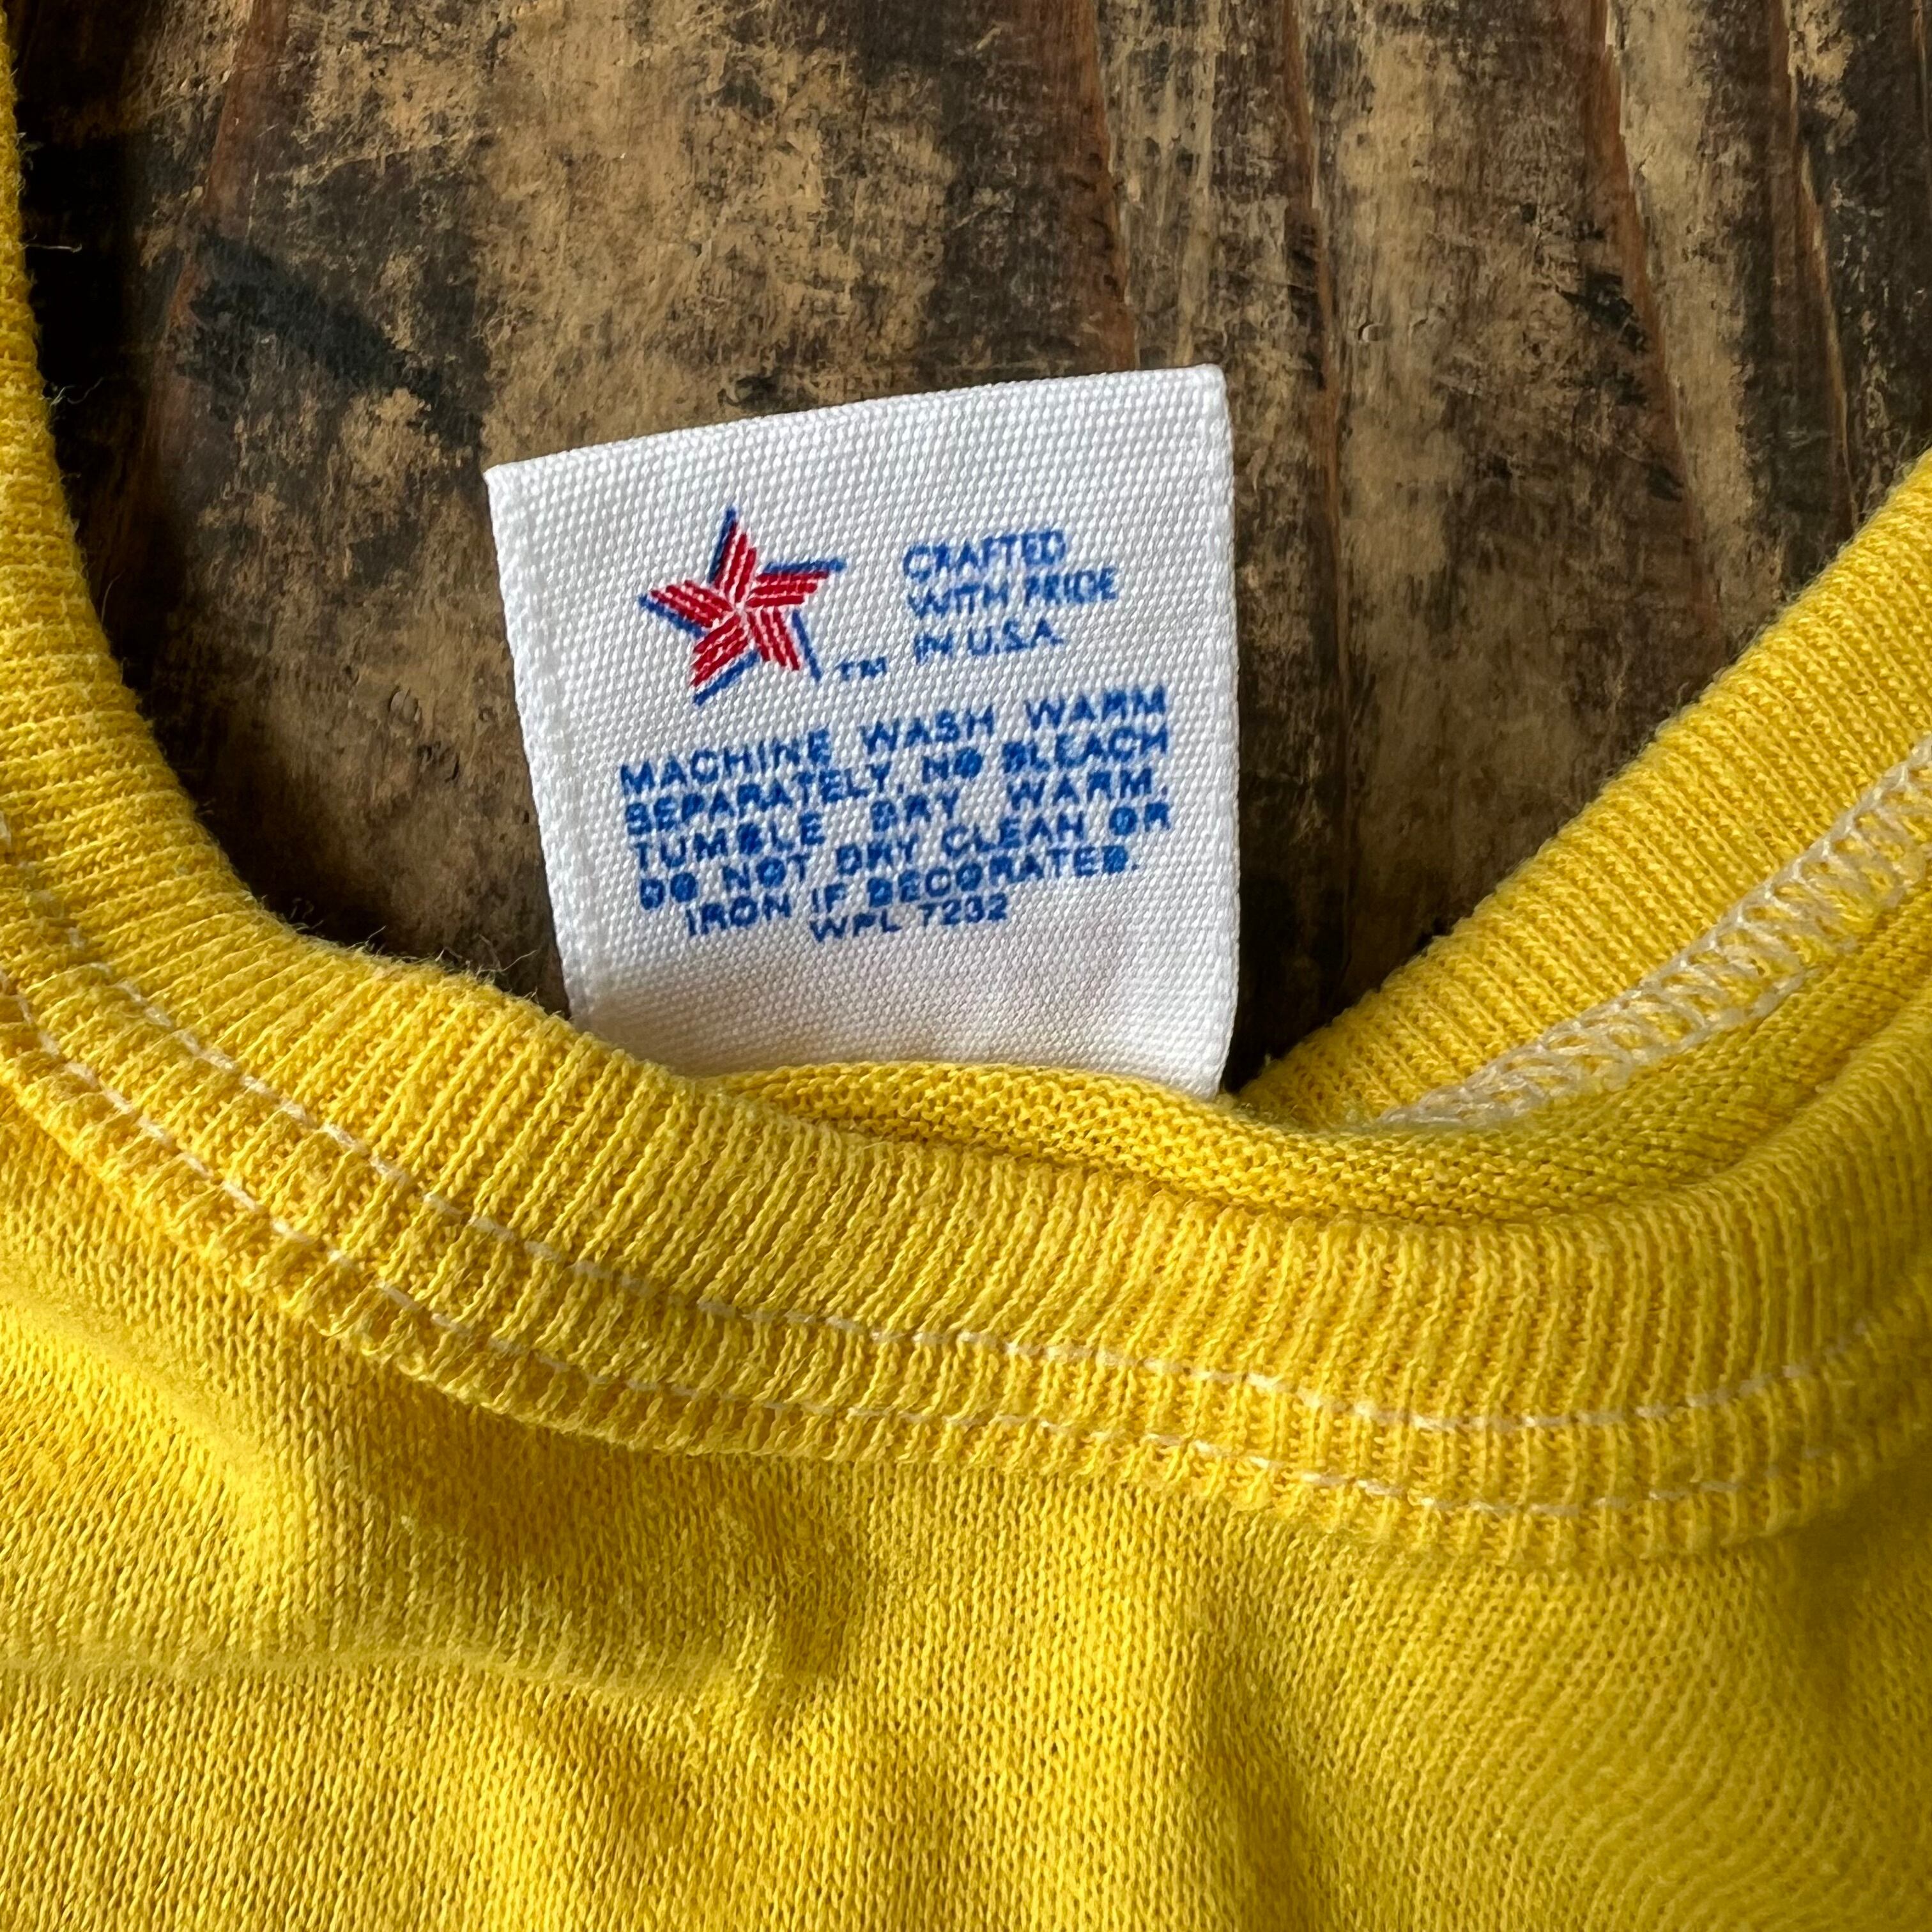 CRAFTED
WITH PRIDE
IN U.S.A.
TM
MACHINE WASH WARM
SEPARATELY. NO BLEACH
TUMBLE DRY WARM.
DO NOT DRY CLEAN OR
IRON IF DECORATED.
WPL 7232